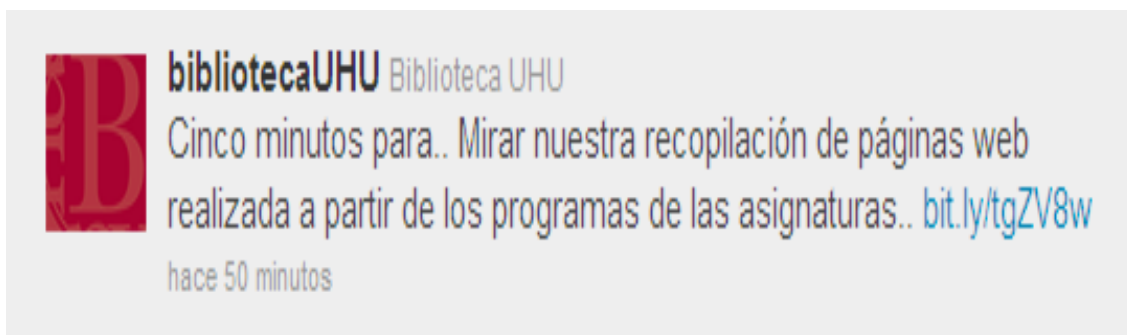 bibliotecaUHU Biblioteca UHU
Cinco minutos para.. Mirar nuestra recopilación de páginas web
realizada a partir de los programas de las asignaturas.. bit.ly/tgZV8w
hace 50 minutos